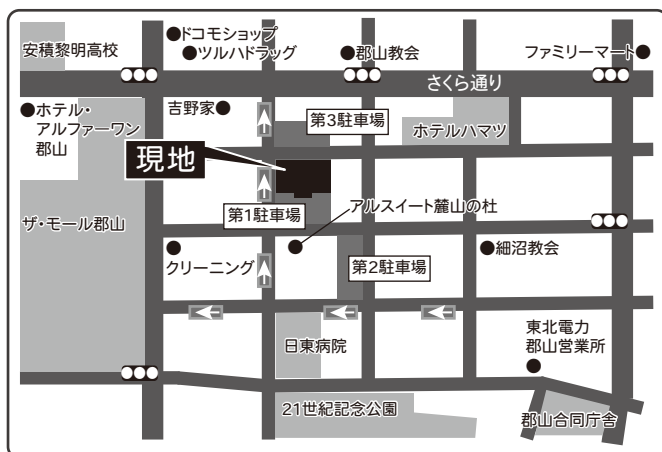 ●ドコモショップ
安積黎明高校
●ツルハドラッグ
●郡山教会
ファミリーマート●
さくら通り
●ホテル・
アルファーワン
郡山
吉野家●
第3駐車場
ホテルハマツ
現地
第1駐車場
アルスイート麓山の杜
ザ・モール郡山
クリーニング
第2駐車場
●細沼教会
日東病院
東北電力
郡山営業所
21世紀記念公園
郡山合同庁舎